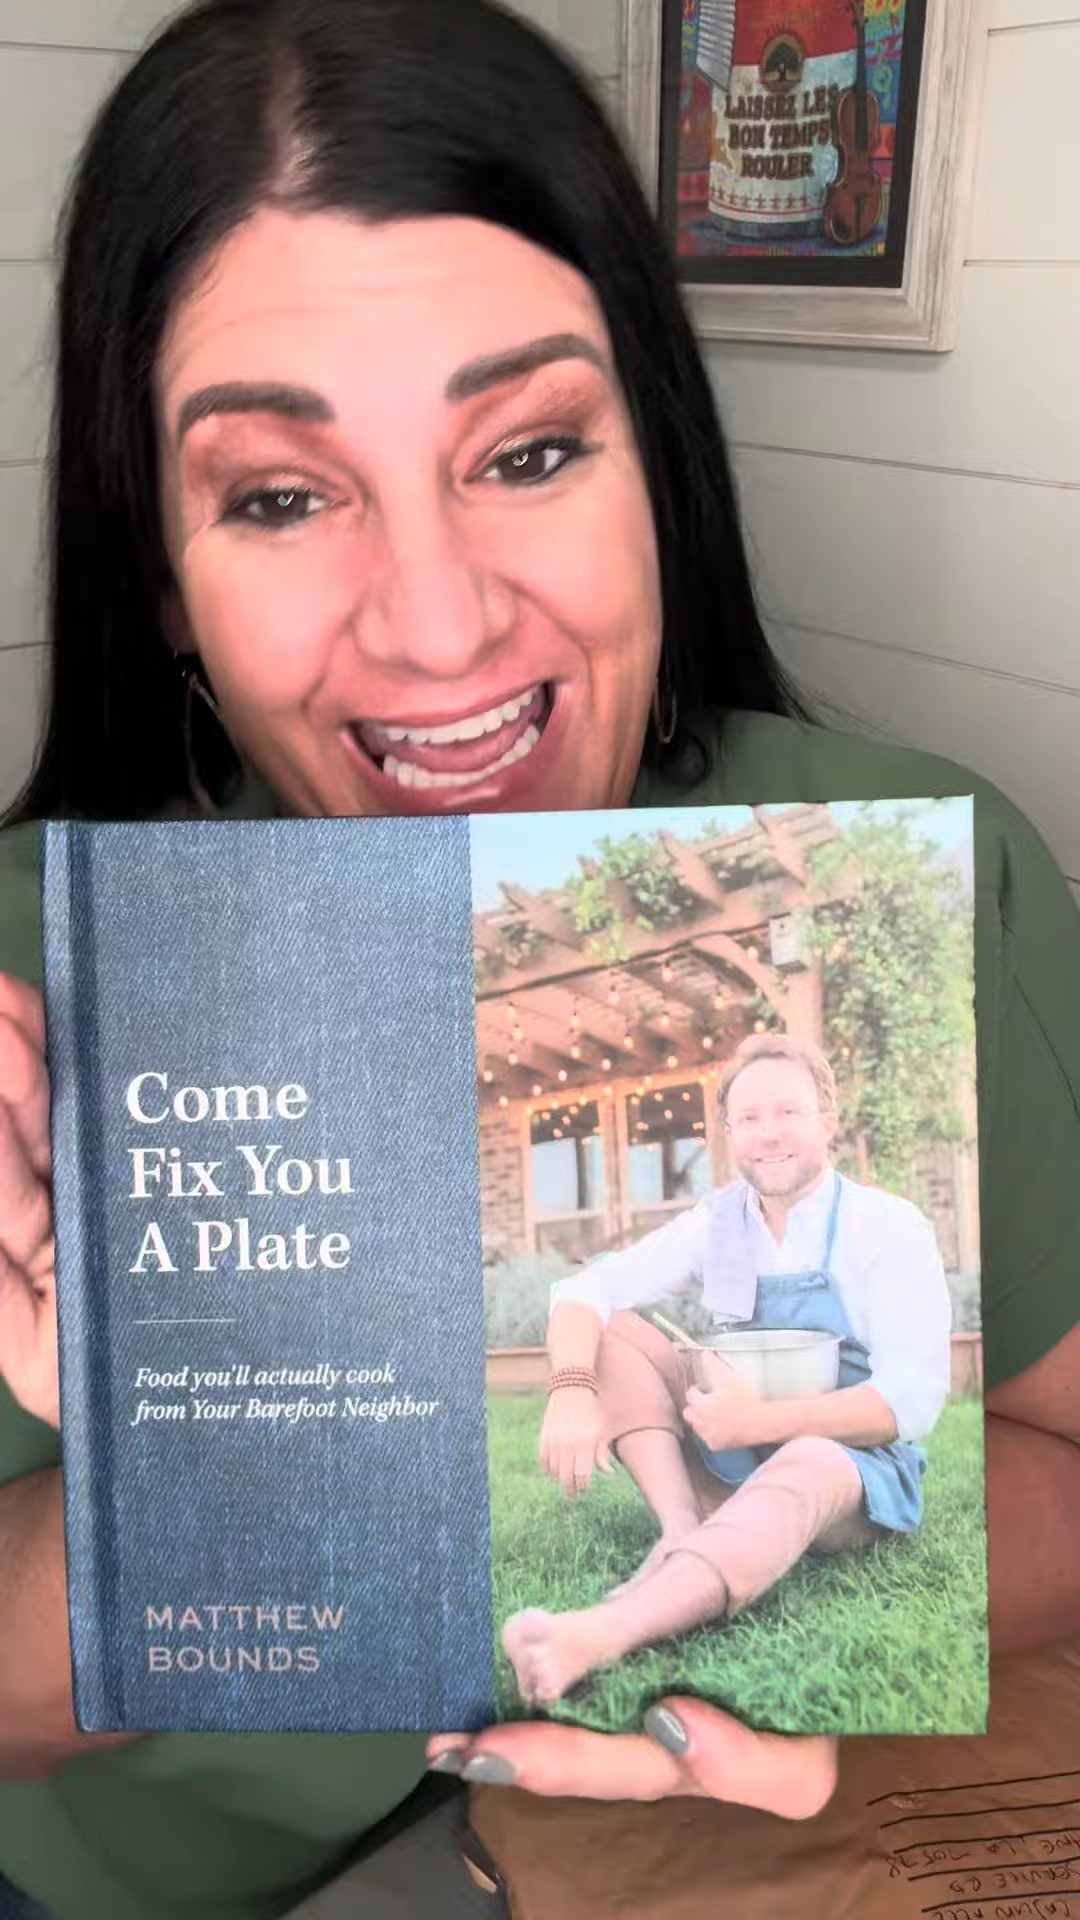 LAISSEZ LES
BON TEMPS
ROULER
Come
Fix You
A Plate
Food you'll actually cook
from Your Barefoot Neighbor
MATTHEW
BOUNDS